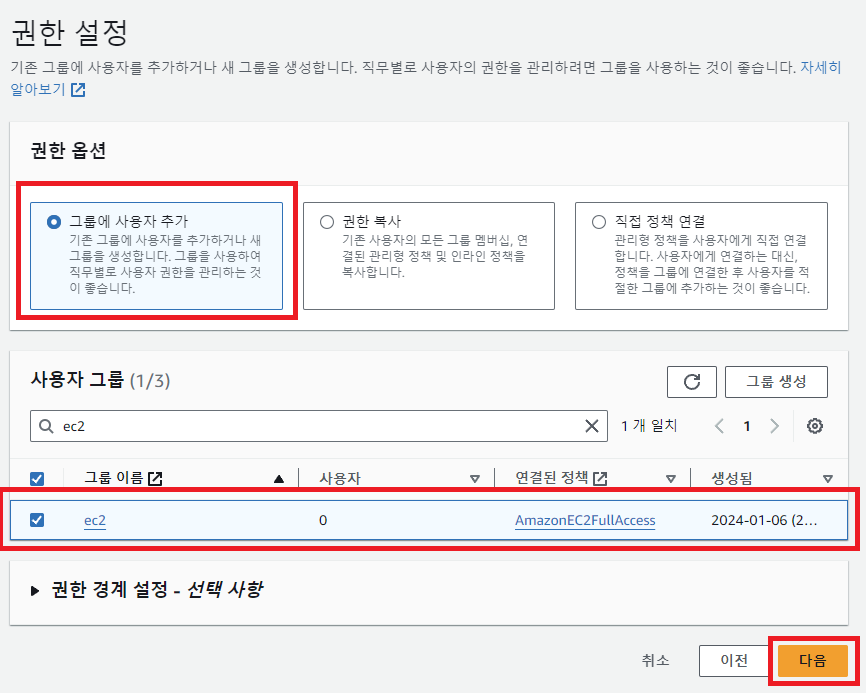 권한 설정
기존 그룹에 사용자를 추가하거나 새 그룹을 생성합니다. 직무별로 사용자의 권한을 관리하려면 그룹을 사용하는 것이 좋습니다. 자세히
알아보기
권한 옵션
그룹에 사용자 추가
기존 그룹에 사용자를 추가하거나 새
그룹을 생성합니다. 그룹을 사용하여
직무별로 사용자 권한을 관리하는 것
이 좋습니다.
권한 복사
기존 사용자의 모든 그룹 멤버십, 연
결된 관리형 정책 및 인라인 정책을
복사합니다.
직접 정책 연결
관리형 정책을 사용자에게 직접 연결
합니다. 사용자에게 연결하는 대신,
정책을 그룹에 연결한 후 사용자를 적
절한 그룹에 추가하는 것이 좋습니다.
사용자 그룹 (1/3)
그룹 생성
ec2
1 개 일치
1
그룹 이름 사용자 연결된 정책 생성됨
ec2 0 AmazonEC2FullAccess 2024-01-06 (2...
권한 경계 설정 - 선택 사항
취소 이전 다음